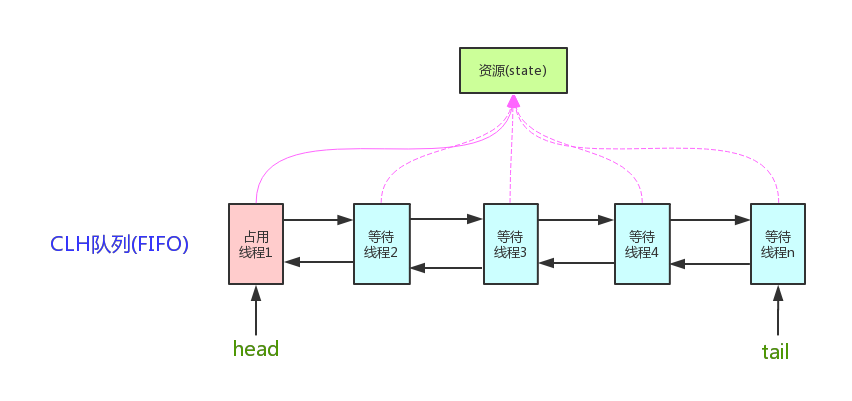 资源(state)
CLH队列(FIFO)
占用
线程1
等待
线程2
等待
线程3
等待
线程4
等待
线程n
head
tail